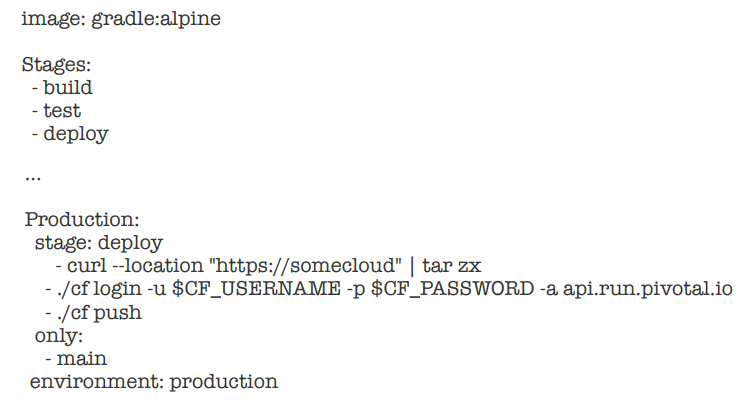 image: gradle:alpine
Stages:
- build
- test
- deploy
...
Production:
stage: deploy
- curl --location "https://somecloud" | tar zx
- ./cf login -u $CF_USERNAME -p $CF_PASSWORD -a api.run.pivotal.io
- ./cf push
only:
- main
environment: production